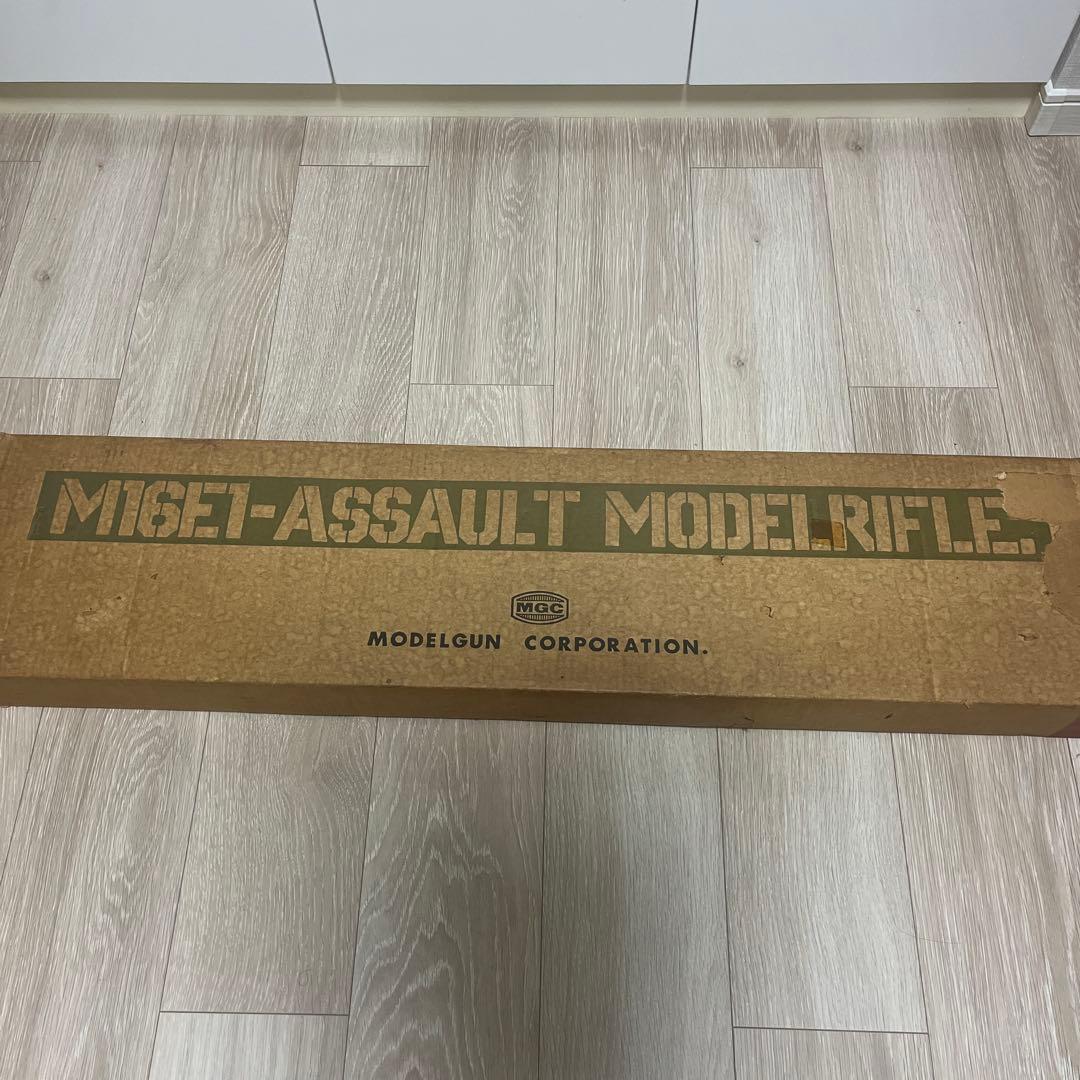 M16E1-ASSAULT MODELRIFLE.
MGC
MODELGUN CORPORATION.